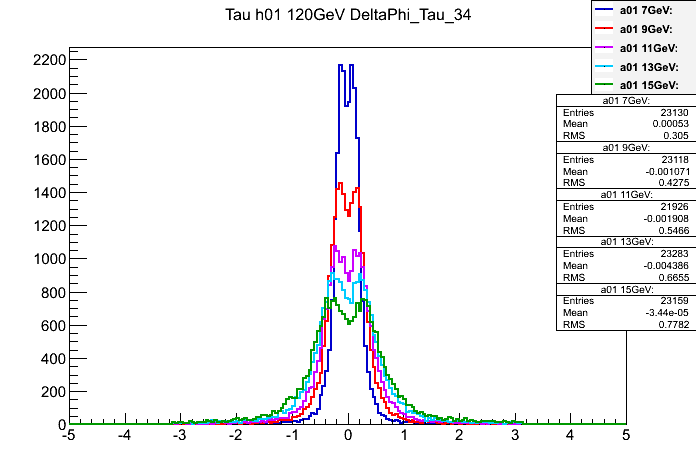 Tau h01 120GeV DeltaPhi_Tau_34
a01 7GeV:
a01 9GeV:
a01 11GeV:
a01 13GeV:
a01 15GeV:
a01 7GeV:
Entries 23130
Mean 0.00053
RMS 0.305
a01 9GeV:
Entries 23118
Mean -0.001071
RMS 0.4275
a01 11GeV:
Entries 21926
Mean -0.001908
RMS 0.5466
a01 13GeV:
Entries 23283
Mean -0.004386
RMS 0.6655
a01 15GeV:
Entries 23159
Mean -3.44e-05
RMS 0.7782
2200
2000
1800
1600
1400
1200
1000
800
600
400
200
0
-5 -4 -3 -2 -1 0 1 2 3 4 5